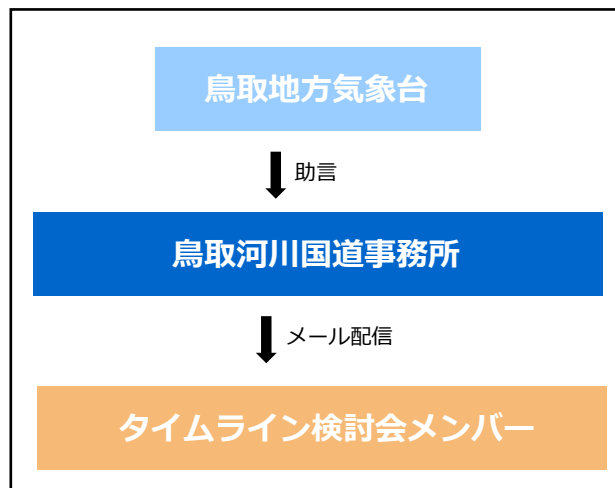 鳥取地方気象台
助言
鳥取河川国道事務所
メール配信
タイムライン検討会メンバー